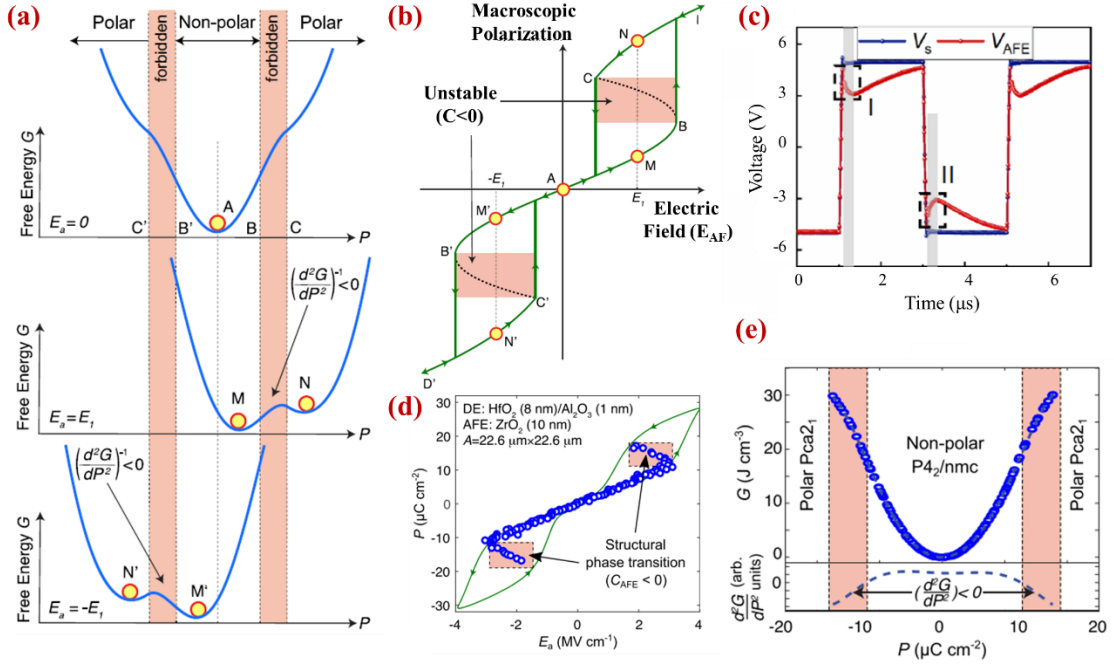 (a)
Polar
Non-polar
Polar
forbidden
forbidden
Free Energy G
A
E_a = 0
C'
B'
B
C
P
(d²G/dP²)⁻¹<0
Free Energy G
M
N
E_a = E₁
P
(d²G/dP²)⁻¹<0
Free Energy G
N'
M'
E_a = -E₁
P
(b)
Macroscopic
Polarization
I
N
C
Unstable
(C<0)
B
M
A
-E₁
E₁
M'
Electric
Field (E_AF)
B'
C'
N'
D'
(c)
V_s
V_AFE
6
3
0
-3
-6
Voltage (V)
I
II
0
2
4
6
Time (μs)
(d)
DE: HfO₂ (8 nm)/Al₂O₃ (1 nm)
AFE: ZrO₂ (10 nm)
A=22.6 μm×22.6 μm
30
20
10
0
-10
-20
-30
P (μC cm⁻²)
Structural
phase transition
(C_AFE < 0)
-4
-2
0
2
4
E_a (MV cm⁻¹)
(e)
G (J cm⁻³)
30
20
10
0
Polar Pca2₁
Non-polar
P4₂/nmc
Polar Pca2₁
d²G/dP² (arb. units)
0
(d²G/dP²)<0
-20
-10
0
10
20
P (μC cm⁻²)